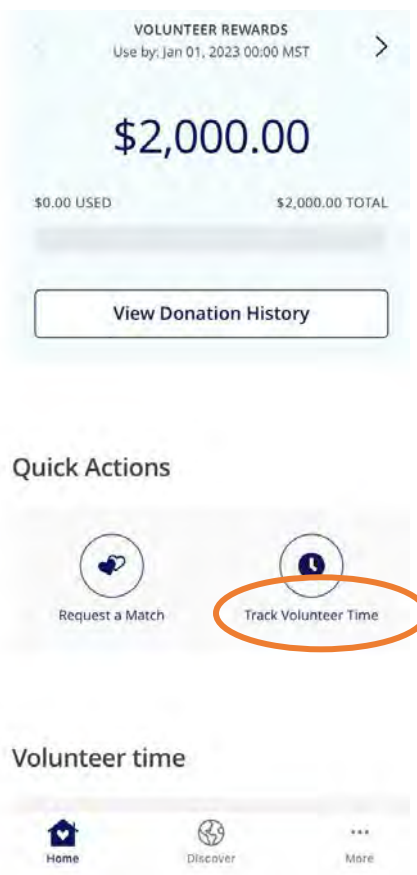 VOLUNTEER REWARDS
Use by: Jan 01, 2023 00:00 MST
$2,000.00
$0.00 USED $2,000.00 TOTAL
View Donation History
Quick Actions
Request a Match Track Volunteer Time
Volunteer time
Home Discover More